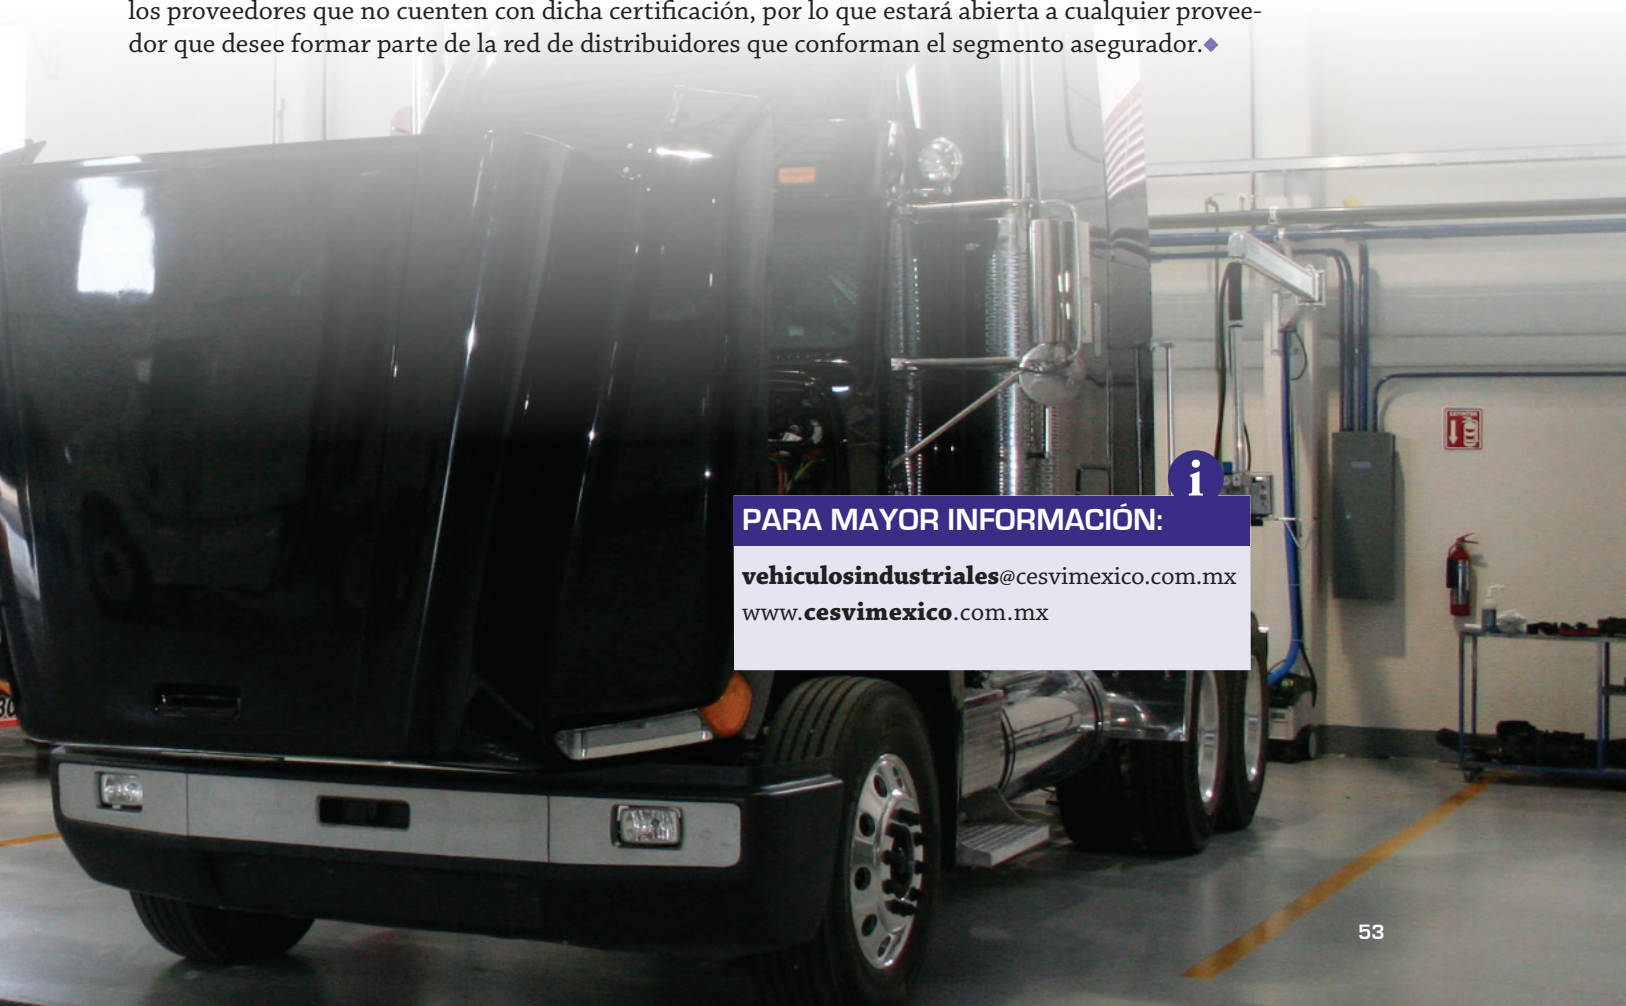 los proveedores que no cuenten con dicha certificación, por lo que estará abierta a cualquier provee-
dor que desee formar parte de la red de distribuidores que conforman el segmento asegurador.◆
i
PARA MAYOR INFORMACIÓN:
vehiculosindustriales@cesvimexico.com.mx
www.cesvimexico.com.mx
53